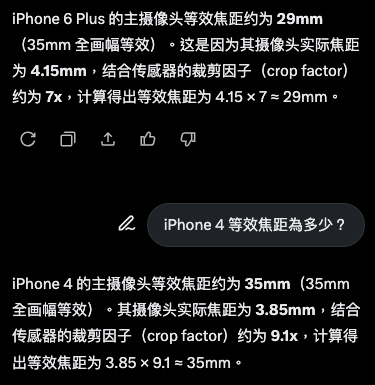 iPhone 6 Plus 的主摄像头等效焦距约为 29mm
（35mm 全画幅等效）。这是因为其摄像头实际焦距
为 4.15mm，结合传感器的裁剪因子（crop factor）
约为 7x，计算得出等效焦距为 4.15 × 7 ≈ 29mm。
iPhone 4 等效焦距為多少？
iPhone 4 的主摄像头等效焦距约为 35mm（35mm
全画幅等效）。其摄像头实际焦距为 3.85mm，结合
传感器的裁剪因子（crop factor）约为 9.1x，计算得
出等效焦距为 3.85 × 9.1 ≈ 35mm。